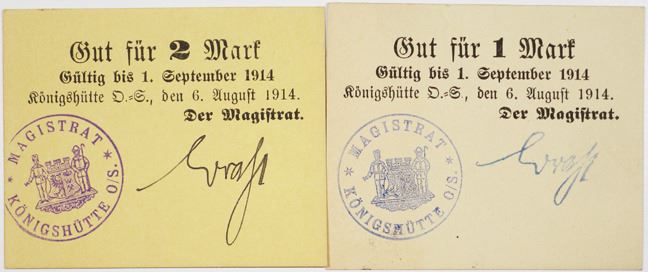 Gut für 2 Mark
Gültig bis 1. September 1914
Königshütte O.=S., den 6. August 1914.
Der Magistrat.
* MAGISTRAT *
KÖNIGSHÜTTE O/S.
Gut für 1 Mark
Gültig bis 1. September 1914
Königshütte O.=S., den 6. August 1914.
Der Magistrat.
* MAGISTRAT *
KÖNIGSHÜTTE O/S.